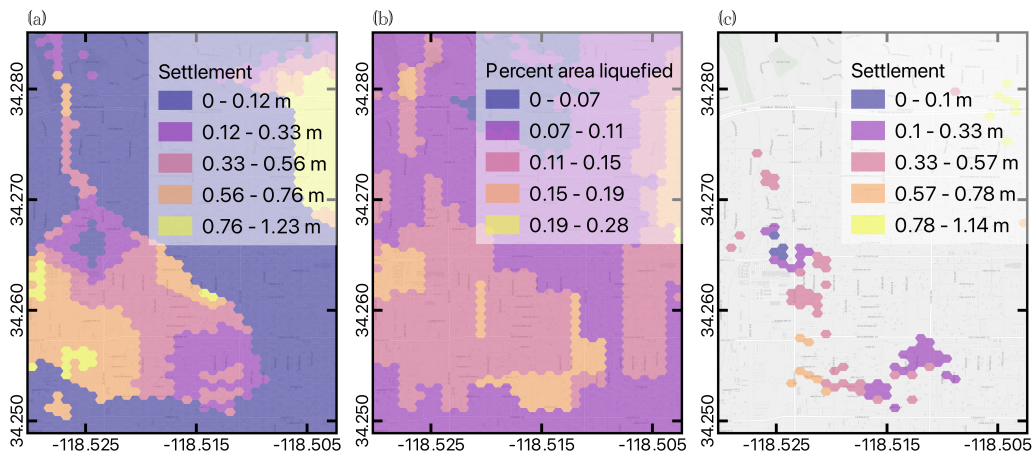 (a)
Settlement
0 - 0.12 m
0.12 - 0.33 m
0.33 - 0.56 m
0.56 - 0.76 m
0.76 - 1.23 m
34.280
34.270
34.260
34.250
-118.525
-118.515
-118.505
(b)
Percent area liquefied
0 - 0.07
0.07 - 0.11
0.11 - 0.15
0.15 - 0.19
0.19 - 0.28
34.280
34.270
34.260
34.250
-118.525
-118.515
-118.505
(c)
Settlement
0 - 0.1 m
0.1 - 0.33 m
0.33 - 0.57 m
0.57 - 0.78 m
0.78 - 1.14 m
34.280
34.270
34.260
34.250
-118.525
-118.515
-118.505